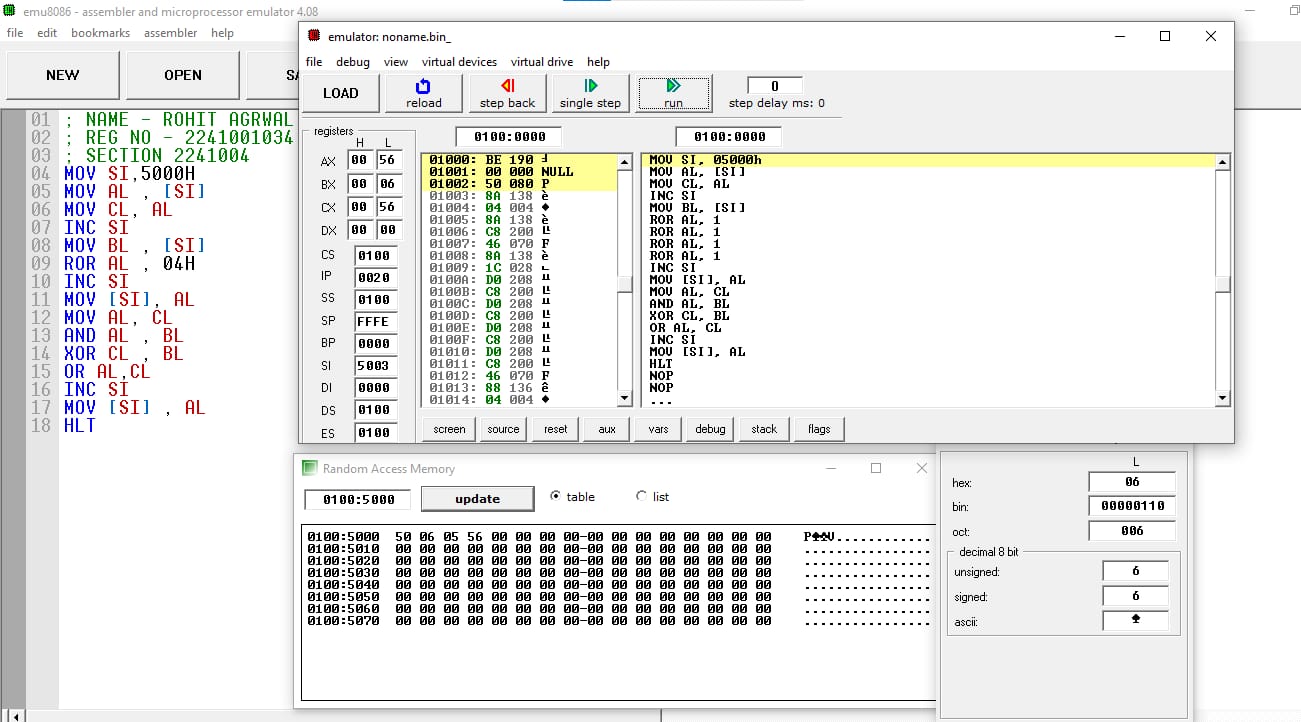 emu8086 - assembler and microprocessor emulator 4.08
file edit bookmarks assembler help
NEW OPEN
01 ; NAME - ROHIT AGRWAL
02 ; REG NO - 2241001034
03 ; SECTION 2241004
04 MOV SI,5000H
05 MOV AL , [SI]
06 MOV CL, AL
07 INC SI
08 MOV BL , [SI]
09 ROR AL , 04H
10 INC SI
11 MOV [SI], AL
12 MOV AL, CL
13 AND AL , BL
14 XOR CL , BL
15 OR AL,CL
16 INC SI
17 MOV [SI] , AL
18 HLT
emulator: noname.bin_
file debug view virtual devices virtual drive help
LOAD reload step back single step run 0 step delay ms: 0
registers
H L
AX 00 56
BX 00 06
CX 00 56
DX 00 00
CS 0100
IP 0020
SS 0100
SP FFFE
BP 0000
SI 5003
DI 0000
DS 0100
ES 0100
0100:0000
01000: BE 190 ╛
01001: 00 000 NULL
01002: 50 080 P
01003: 8A 138 è
01004: 04 004 ♦
01005: 8A 138 è
01006: C8 200 ╚
01007: 46 070 F
01008: 8A 138 è
01009: 1C 028 ∟
0100A: D0 208 ╨
0100B: C8 200 ╚
0100C: D0 208 ╨
0100D: C8 200 ╚
0100E: D0 208 ╨
0100F: C8 200 ╚
01010: D0 208 ╨
01011: C8 200 ╚
01012: 46 070 F
01013: 88 136 ê
01014: 04 004 ♦
0100:0000
MOV SI, 05000h
MOV AL, [SI]
MOV CL, AL
INC SI
MOV BL, [SI]
ROR AL, 1
ROR AL, 1
ROR AL, 1
ROR AL, 1
INC SI
MOV [SI], AL
MOV AL, CL
AND AL, BL
XOR CL, BL
OR AL, CL
INC SI
MOV [SI], AL
HLT
NOP
NOP
...
screen source reset aux vars debug stack flags
Random Access Memory
0100:5000 update table list
0100:5000 50 06 05 56 00 00 00 00-00 00 00 00 00 00 00 00 P♠♣V............
0100:5010 00 00 00 00 00 00 00 00-00 00 00 00 00 00 00 00 ................
0100:5020 00 00 00 00 00 00 00 00-00 00 00 00 00 00 00 00 ................
0100:5030 00 00 00 00 00 00 00 00-00 00 00 00 00 00 00 00 ................
0100:5040 00 00 00 00 00 00 00 00-00 00 00 00 00 00 00 00 ................
0100:5050 00 00 00 00 00 00 00 00-00 00 00 00 00 00 00 00 ................
0100:5060 00 00 00 00 00 00 00 00-00 00 00 00 00 00 00 00 ................
0100:5070 00 00 00 00 00 00 00 00-00 00 00 00 00 00 00 00 ................
L
hex: 06
bin: 00000110
oct: 006
decimal 8 bit
unsigned: 6
signed: 6
ascii: ♠